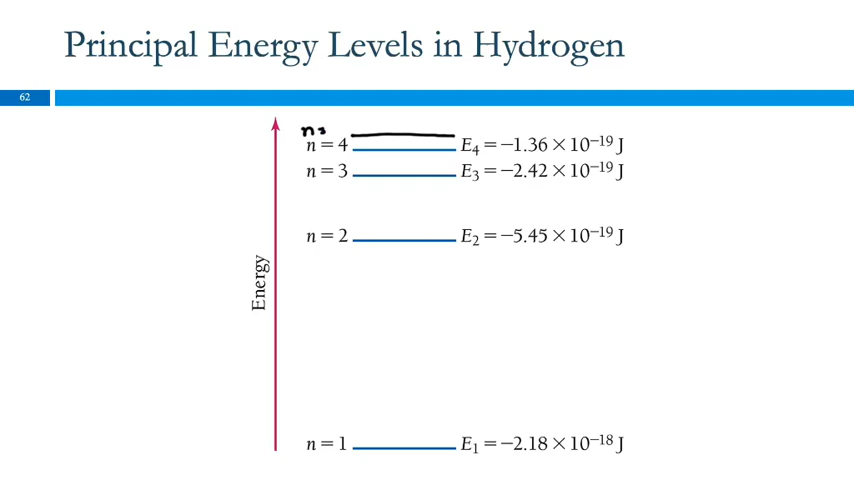 Principal Energy Levels in Hydrogen
62
n=
n = 4 E₄ = −1.36 × 10⁻¹⁹ J
n = 3 E₃ = −2.42 × 10⁻¹⁹ J
n = 2 E₂ = −5.45 × 10⁻¹⁹ J
Energy
n = 1 E₁ = −2.18 × 10⁻¹⁸ J